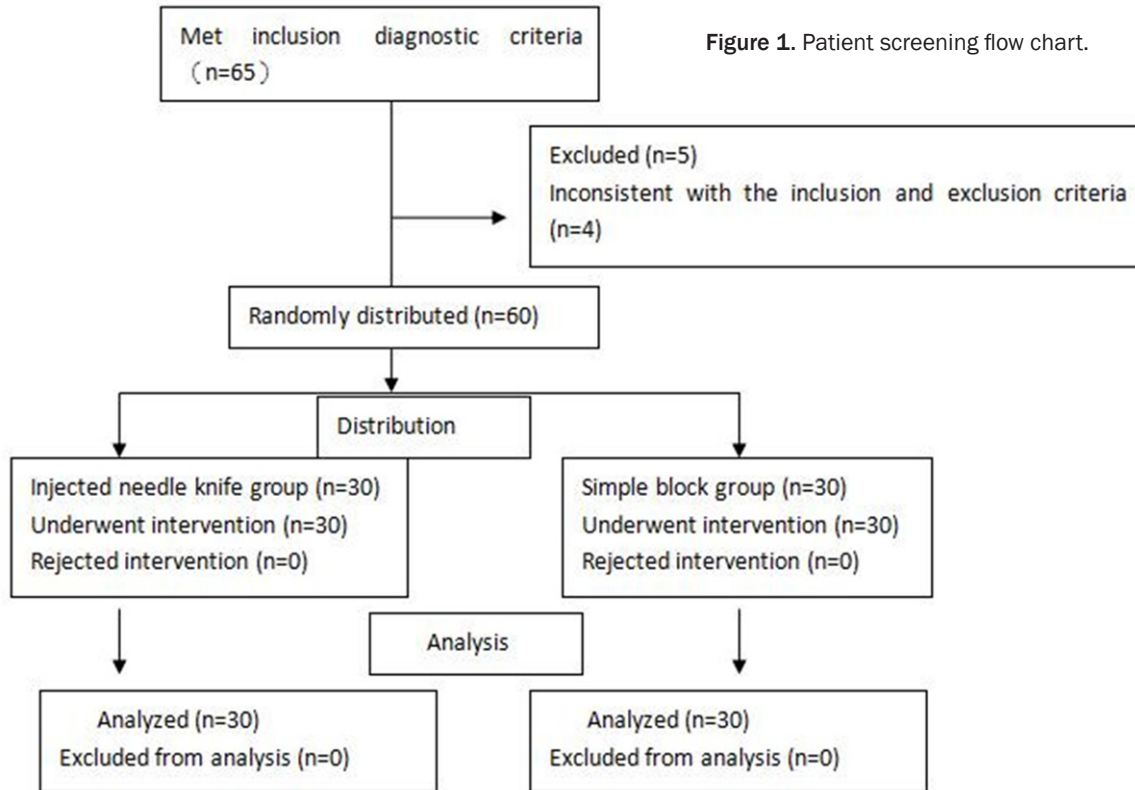 Met inclusion diagnostic criteria
（n=65）
Figure 1. Patient screening flow chart.
Excluded (n=5)
Inconsistent with the inclusion and exclusion criteria
(n=4)
Randomly distributed (n=60)
Distribution
Injected needle knife group (n=30)
Underwent intervention (n=30)
Rejected intervention (n=0)
Simple block group (n=30)
Underwent intervention (n=30)
Rejected intervention (n=0)
Analysis
Analyzed (n=30)
Excluded from analysis (n=0)
Analyzed (n=30)
Excluded from analysis (n=0)